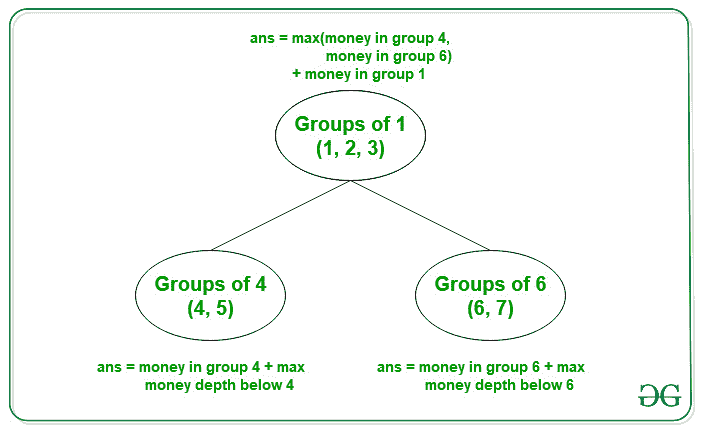 ans = max(money in group 4,
money in group 6)
+ money in group 1
Groups of 1
(1, 2, 3)
Groups of 4
(4, 5)
Groups of 6
(6, 7)
ans = money in group 4 + max
money depth below 4
ans = money in group 6 + max
money depth below 6